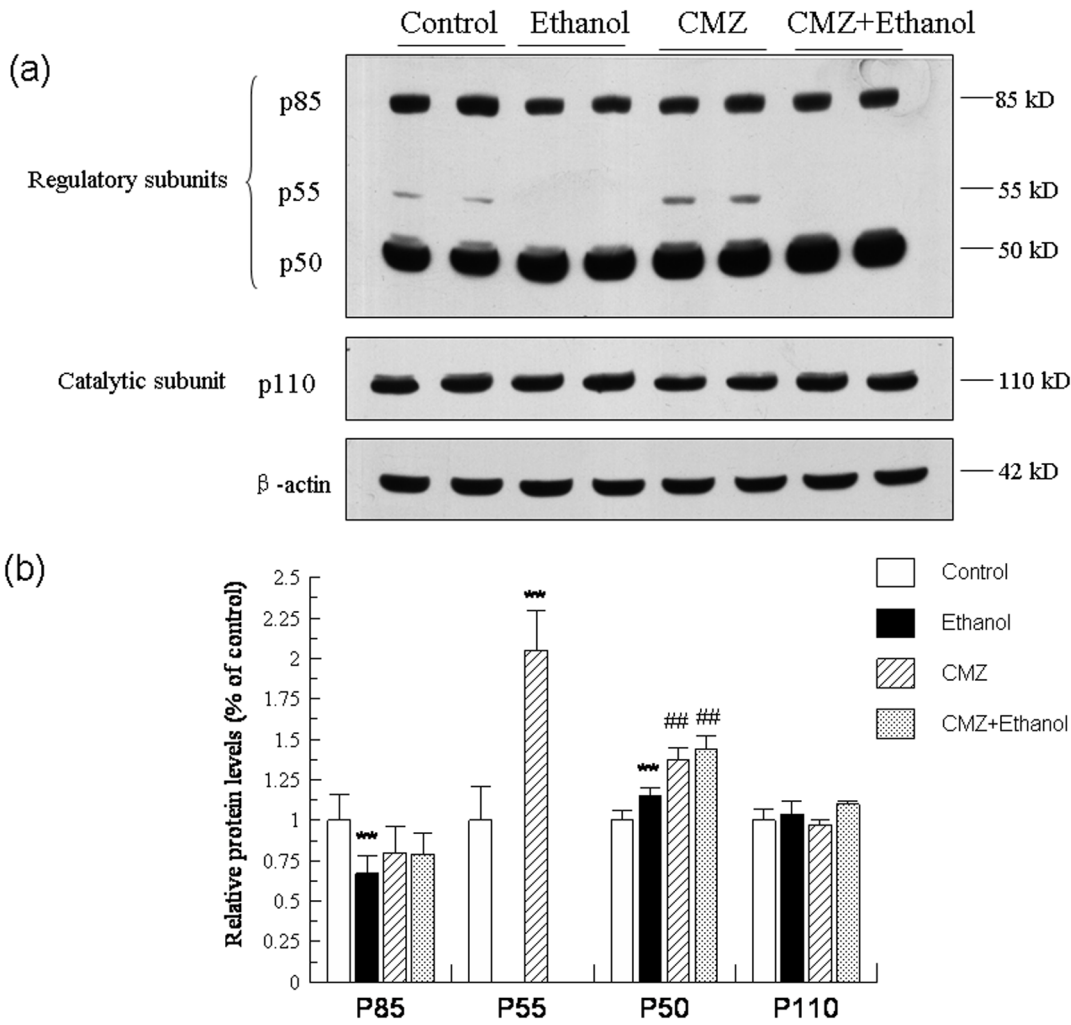 Control Ethanol CMZ CMZ+Ethanol
(a)
p85 85 kD
Regulatory subunits p55 55 kD
p50 50 kD
Catalytic subunit p110 110 kD
β-actin 42 kD
(b)
Relative protein levels (% of control)
2.5
2.25
2
1.75
1.5
1.25
1
0.75
0.5
0.25
0
**
**
**
##
##
P85 P55 P50 P110
Control
Ethanol
CMZ
CMZ+Ethanol